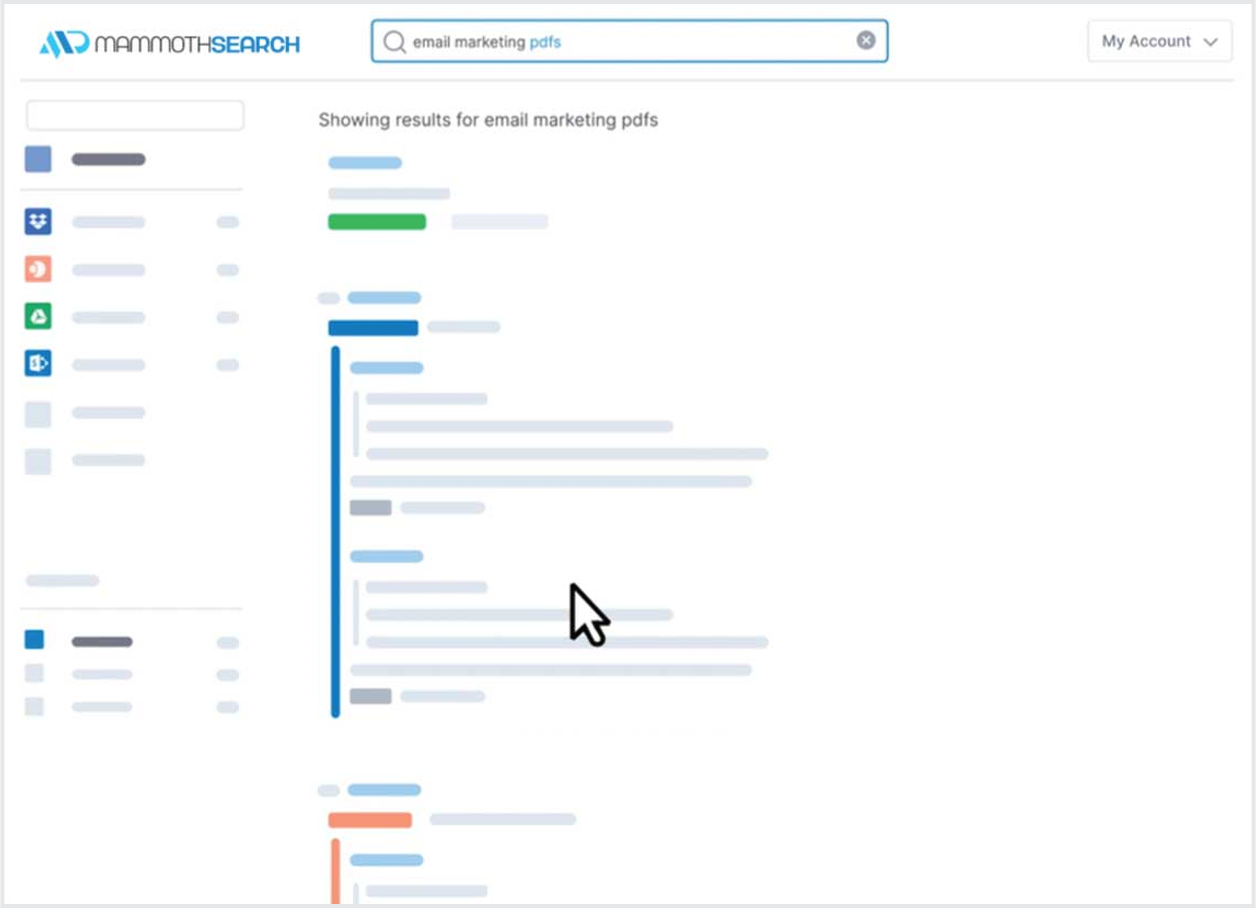 MAMMOTHSEARCH
email marketing pdfs
My Account
Showing results for email marketing pdfs